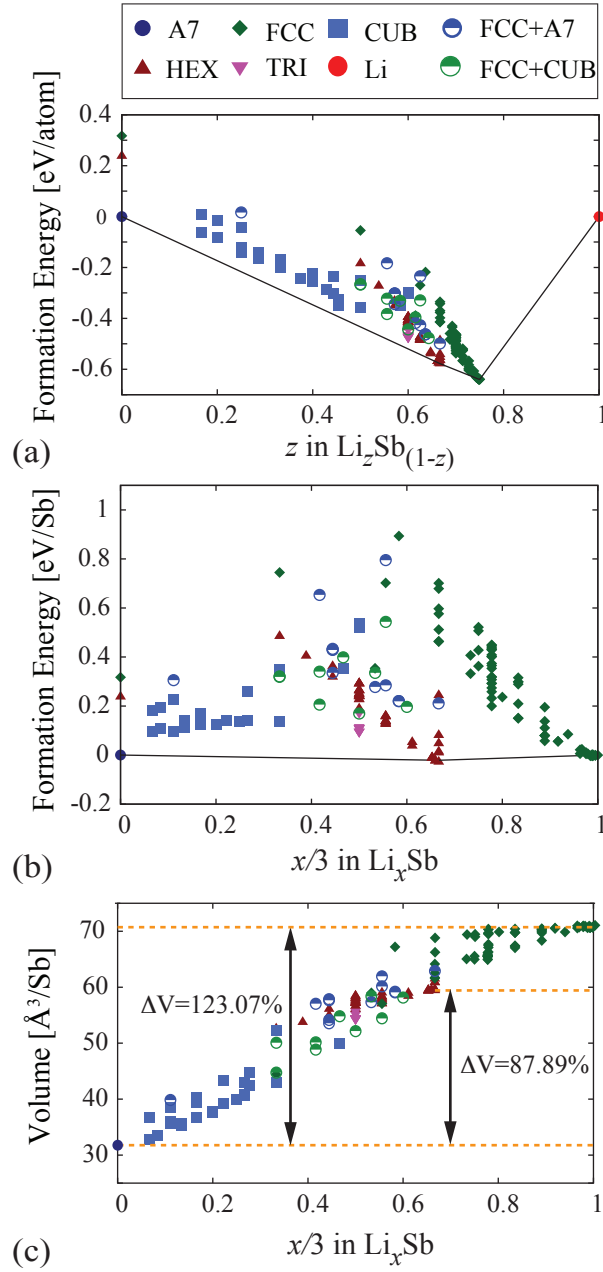 A7 FCC CUB FCC+A7
HEX TRI Li FCC+CUB
Formation Energy [eV/atom]
0.4
0.2
0
-0.2
-0.4
-0.6
0 0.2 0.4 0.6 0.8 1
z in LizSb(1-z)
(a)
Formation Energy [eV/Sb]
1
0.8
0.6
0.4
0.2
0
-0.2
0 0.2 0.4 0.6 0.8 1
x/3 in LixSb
(b)
Volume [Å³/Sb]
70
60
50
40
30
ΔV=123.07%
ΔV=87.89%
0 0.2 0.4 0.6 0.8 1
x/3 in LixSb
(c)